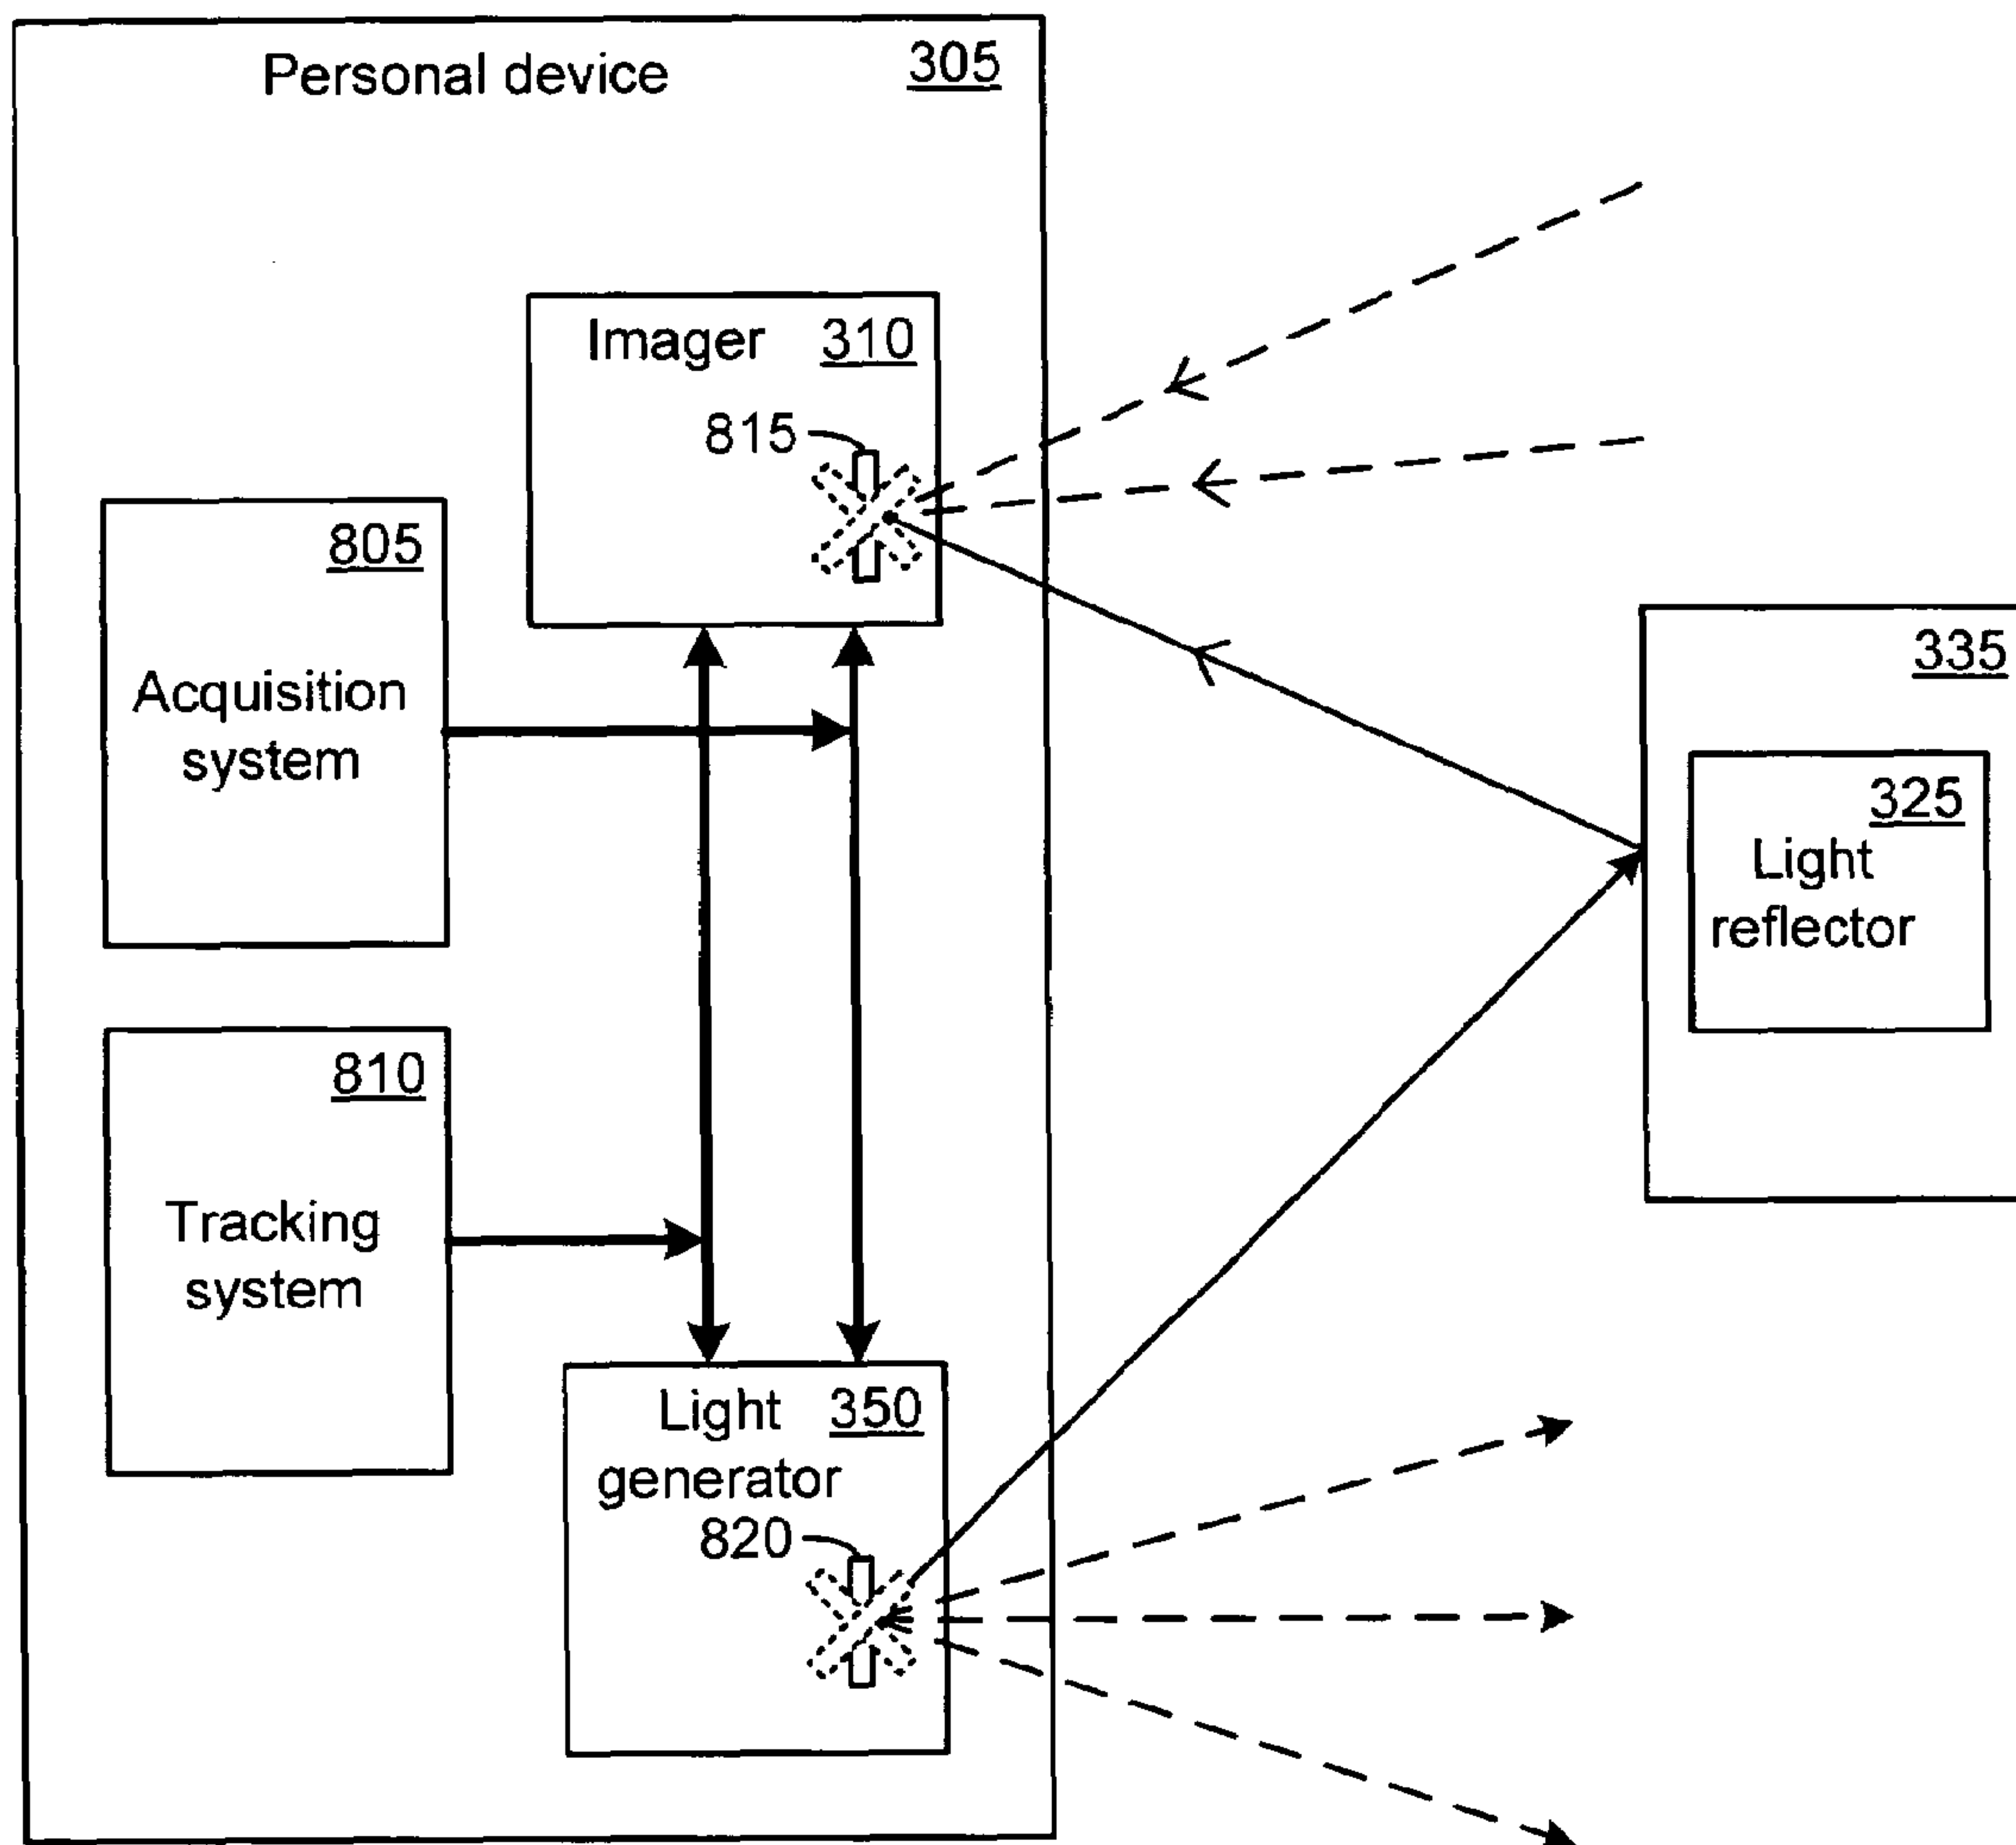 Personal device 305
Imager 310
815
805
Acquisition
system
335
325
Light
reflector
810
Tracking
system
Light 350
generator
820